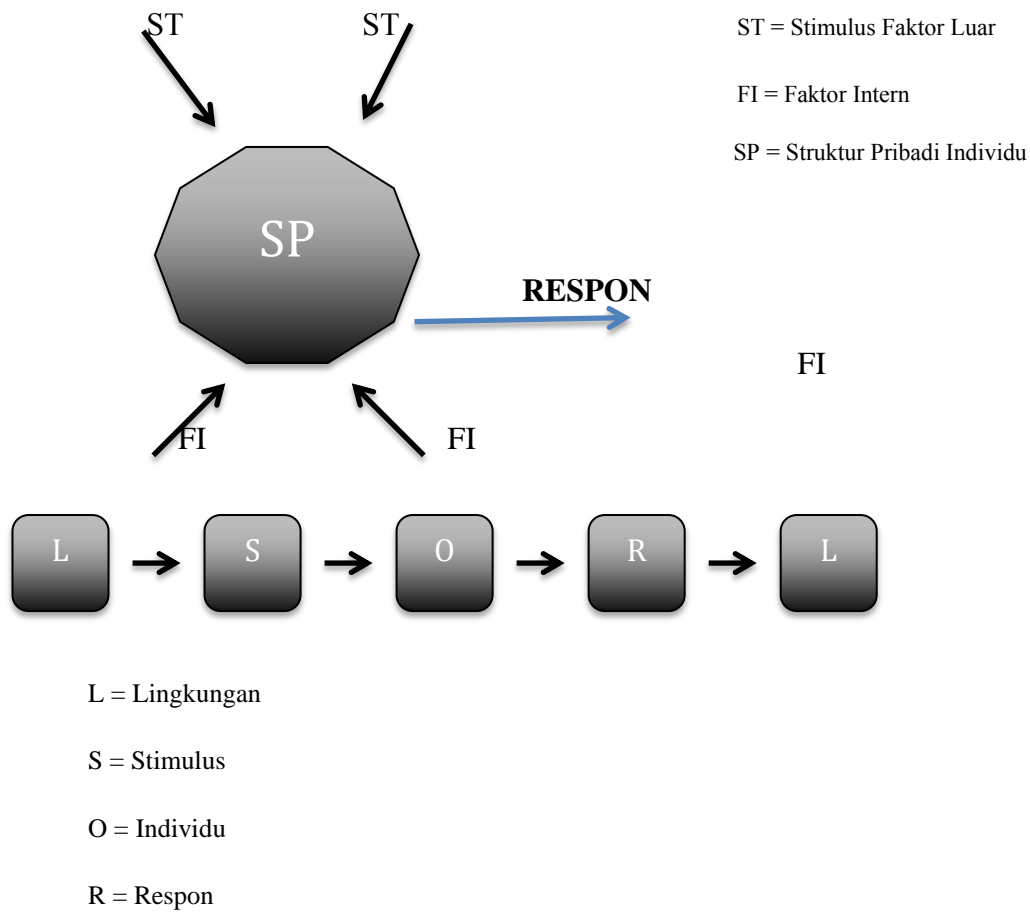 ST ST
ST = Stimulus Faktor Luar
FI = Faktor Intern
SP = Struktur Pribadi Individu
SP
RESPON
FI
FI FI
L S O R L
L = Lingkungan
S = Stimulus
O = Individu
R = Respon